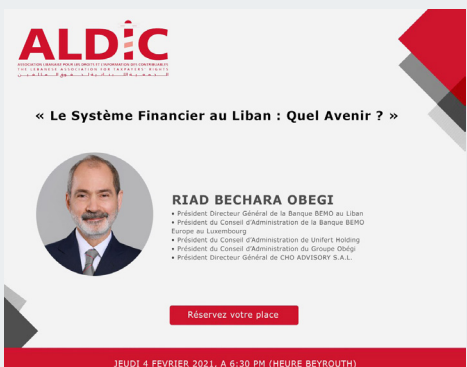 ALDIC
ASSOCIATION LIBANAISE POUR LES DROITS ET L'INFORMATION DES CONTRIBUABLES
THE LEBANESE ASSOCIATION FOR TAXPAYERS' RIGHTS
« Le Système Financier au Liban : Quel Avenir ? »
RIAD BECHARA OBEGI
• Président Directeur Général de la Banque BEMO au Liban
• Président du Conseil d'Administration de la Banque BEMO
Europe au Luxembourg
• Président du Conseil d'Administration de Unifert Holding
• Président du Conseil d'Administration du Groupe Obégi
• Président Directeur Général de CHO ADVISORY S.A.L.
Réservez votre place
JEUDI 4 FEVRIER 2021, A 6:30 PM (HEURE BEYROUTH)